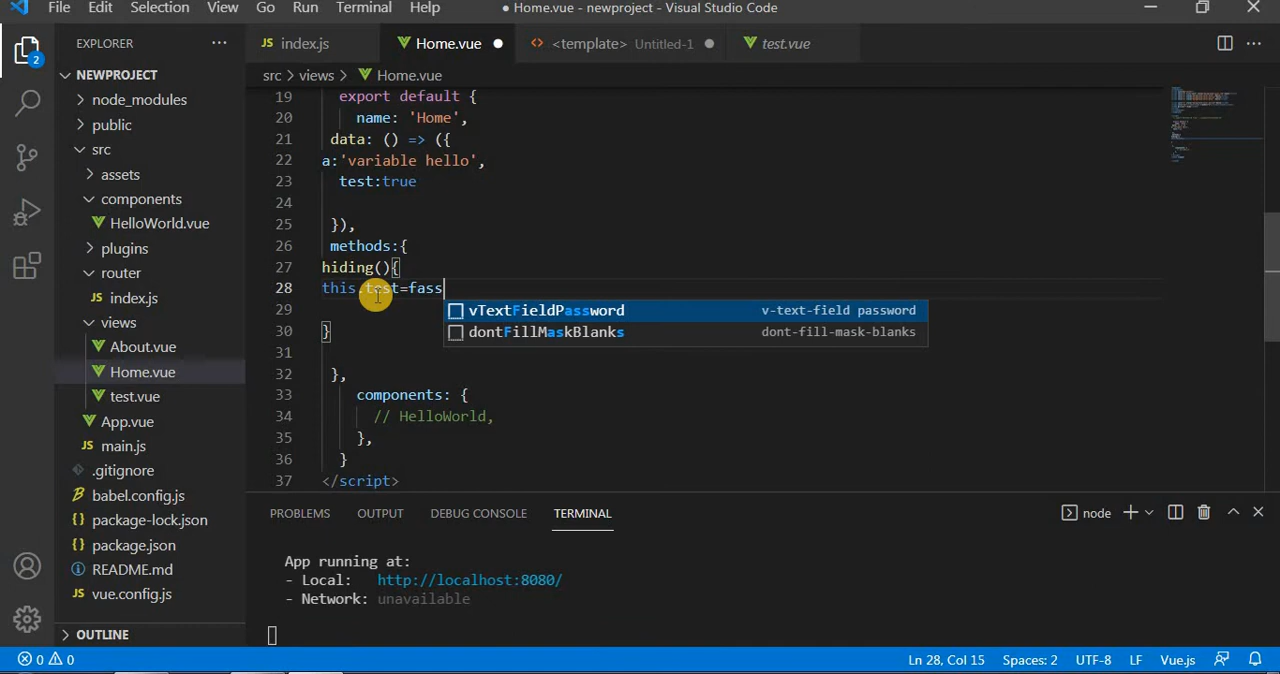 File Edit Selection View Go Run Terminal Help ● Home.vue - newproject - Visual Studio Code
EXPLORER ···
JS index.js Home.vue ● <> <template> Untitled-1 ● test.vue ···
2
NEWPROJECT
src > views > Home.vue
node_modules
public
src
assets
components
HelloWorld.vue
plugins
router
JS index.js
views
About.vue
Home.vue
test.vue
App.vue
JS main.js
.gitignore
babel.config.js
package-lock.json
package.json
README.md
vue.config.js
OUTLINE
19 export default {
20 name: 'Home',
21 data: () => ({
22 a:'variable hello',
23 test:true
24
25 }),
26 methods:{
27 hiding(){
28 this.test=fass
29
30 }
31
32 },
33 components: {
34 // HelloWorld,
35 },
36 }
37 </script>
vTextFieldPassword v-text-field password
dontFillMaskBlanks dont-fill-mask-blanks
PROBLEMS OUTPUT DEBUG CONSOLE TERMINAL node
App running at:
- Local: http://localhost:8080/
- Network: unavailable
0 0 Ln 28, Col 15 Spaces: 2 UTF-8 LF Vue.js